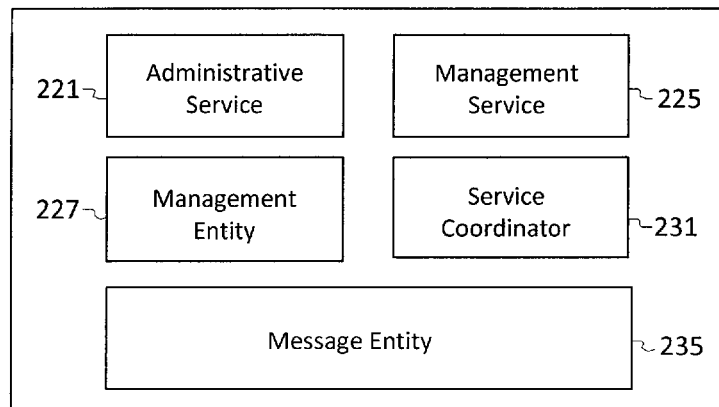 221
Administrative
Service
Management
Service
225
227
Management
Entity
Service
Coordinator
231
Message Entity
235